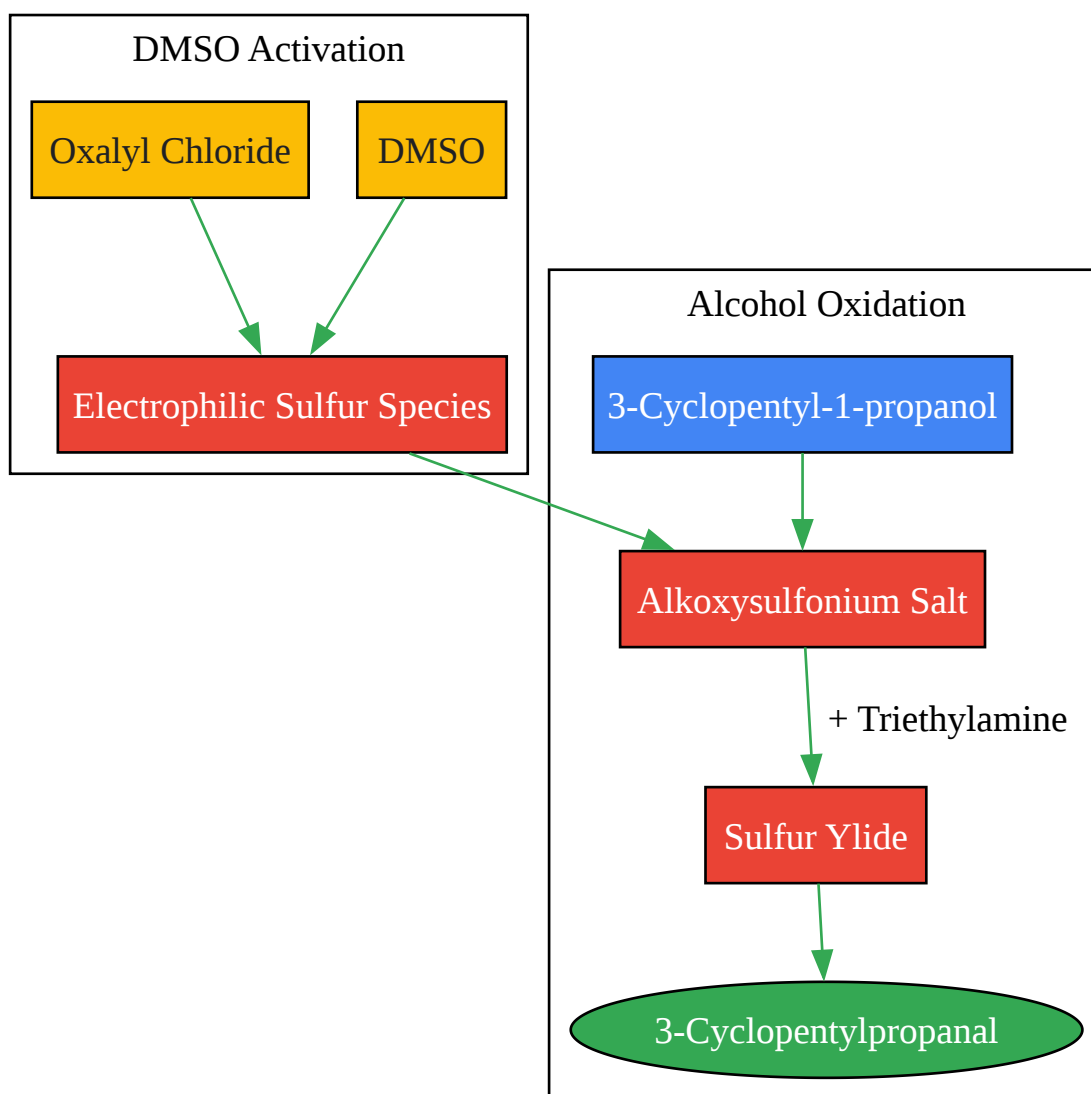 DMSO Activation
Oxalyl Chloride
DMSO
Electrophilic Sulfur Species
Alcohol Oxidation
3-Cyclopentyl-1-propanol
Alkoxysulfonium Salt
+ Triethylamine
Sulfur Ylide
3-Cyclopentylpropanal